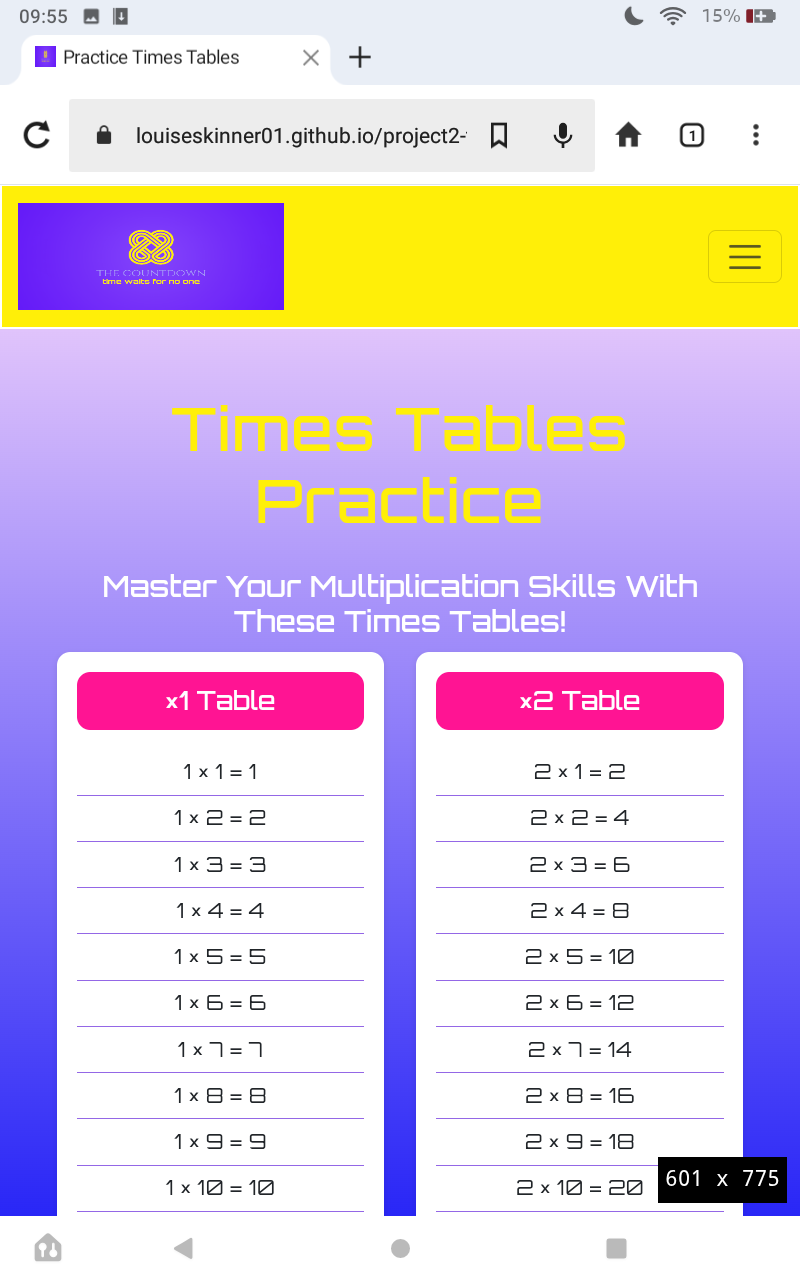 09:55
15%
Practice Times Tables
louiseskinner01.github.io/project2-
1
THE COUNTDOWN
time waits for no one
Times Tables
Practice
Master Your Multiplication Skills With
These Times Tables!
x1 Table
1 x 1 = 1
1 x 2 = 2
1 x 3 = 3
1 x 4 = 4
1 x 5 = 5
1 x 6 = 6
1 x 7 = 7
1 x 8 = 8
1 x 9 = 9
1 x 10 = 10
x2 Table
2 x 1 = 2
2 x 2 = 4
2 x 3 = 6
2 x 4 = 8
2 x 5 = 10
2 x 6 = 12
2 x 7 = 14
2 x 8 = 16
2 x 9 = 18
2 x 10 = 20
601 x 775